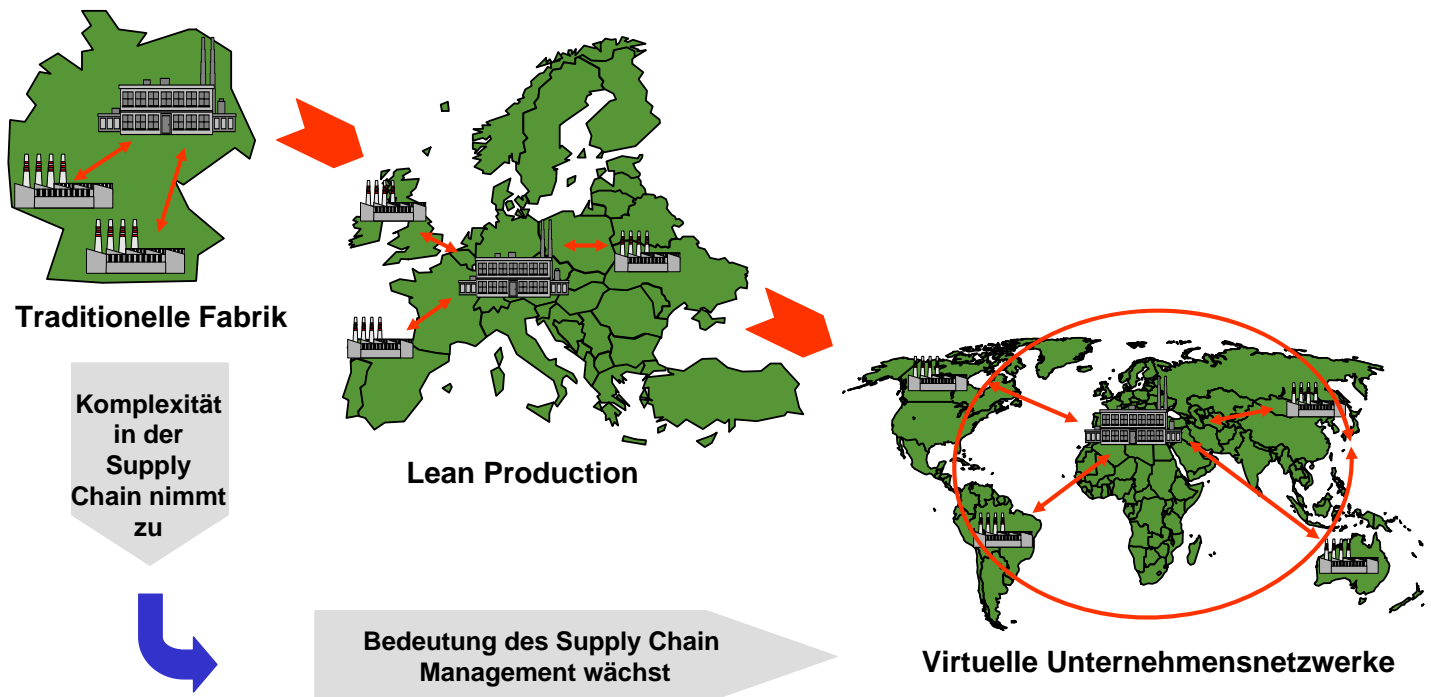 Traditionelle Fabrik
Komplexität
in der
Supply
Chain nimmt
zu
Lean Production
Bedeutung des Supply Chain
Management wächst
Virtuelle Unternehmensnetzwerke